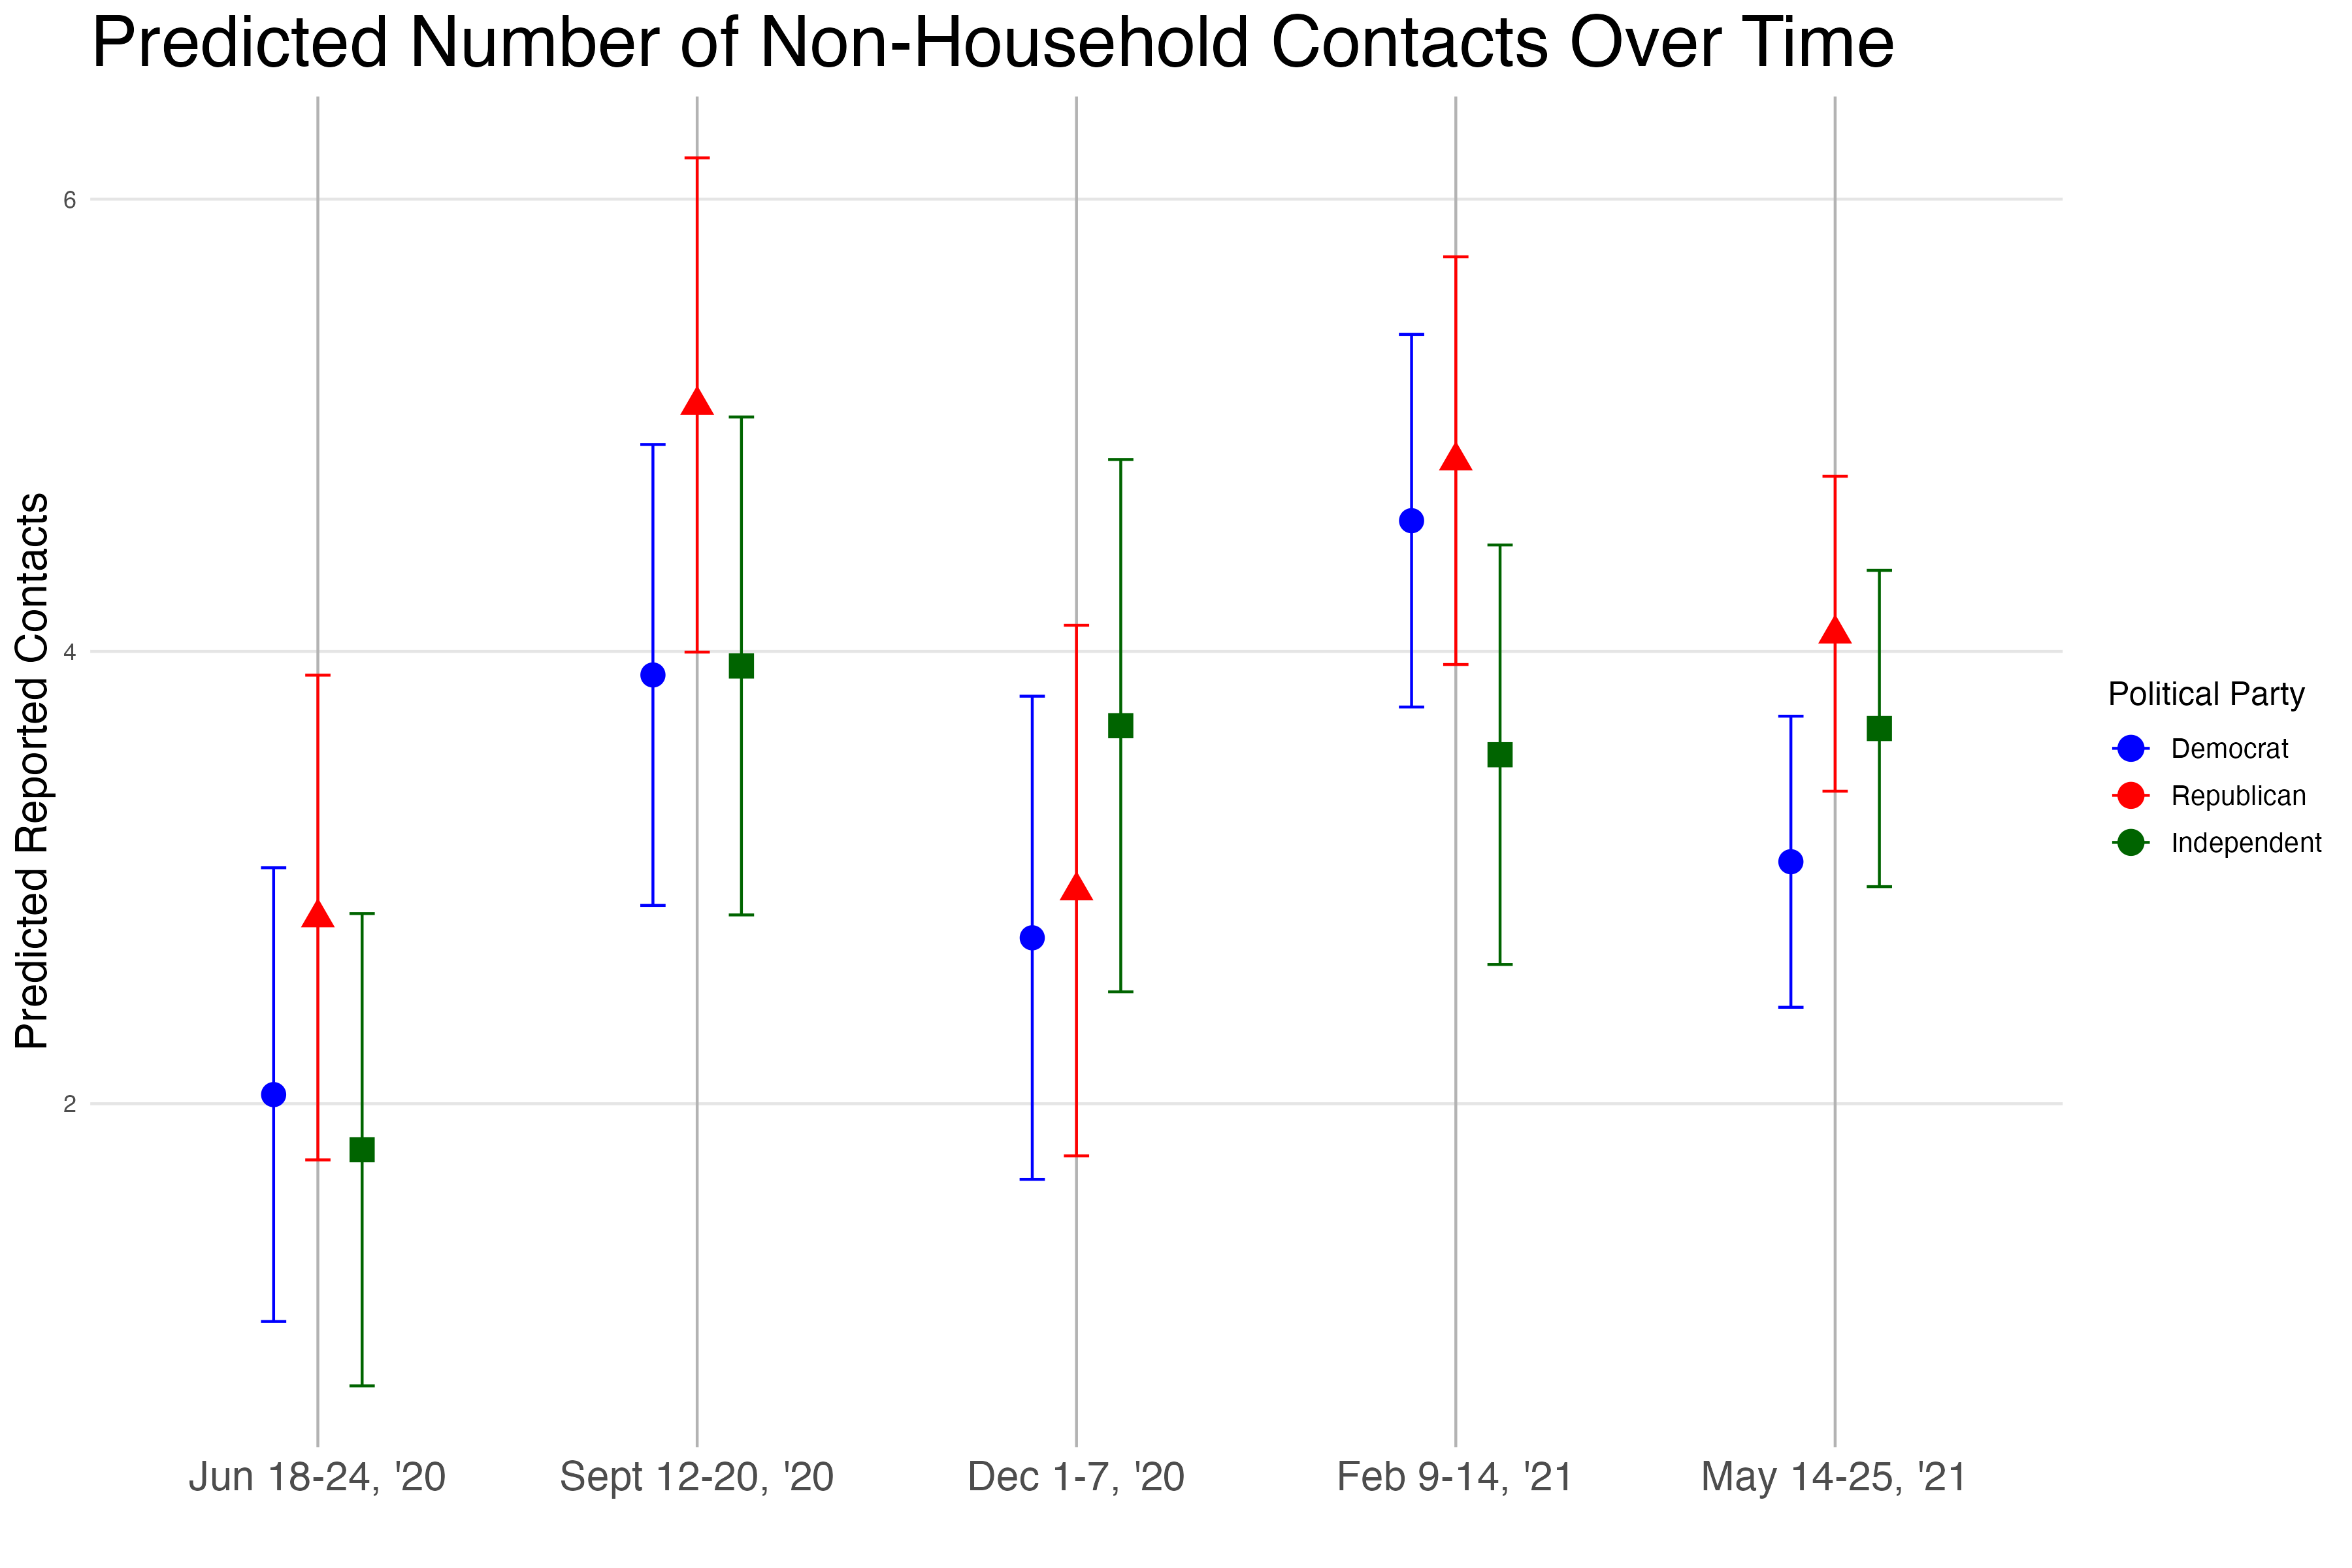 Predicted Number of Non-Household Contacts Over Time
Predicted Reported Contacts
6
4
2
Jun 18-24, '20
Sept 12-20, '20
Dec 1-7, '20
Feb 9-14, '21
May 14-25, '21
Political Party
Democrat
Republican
Independent